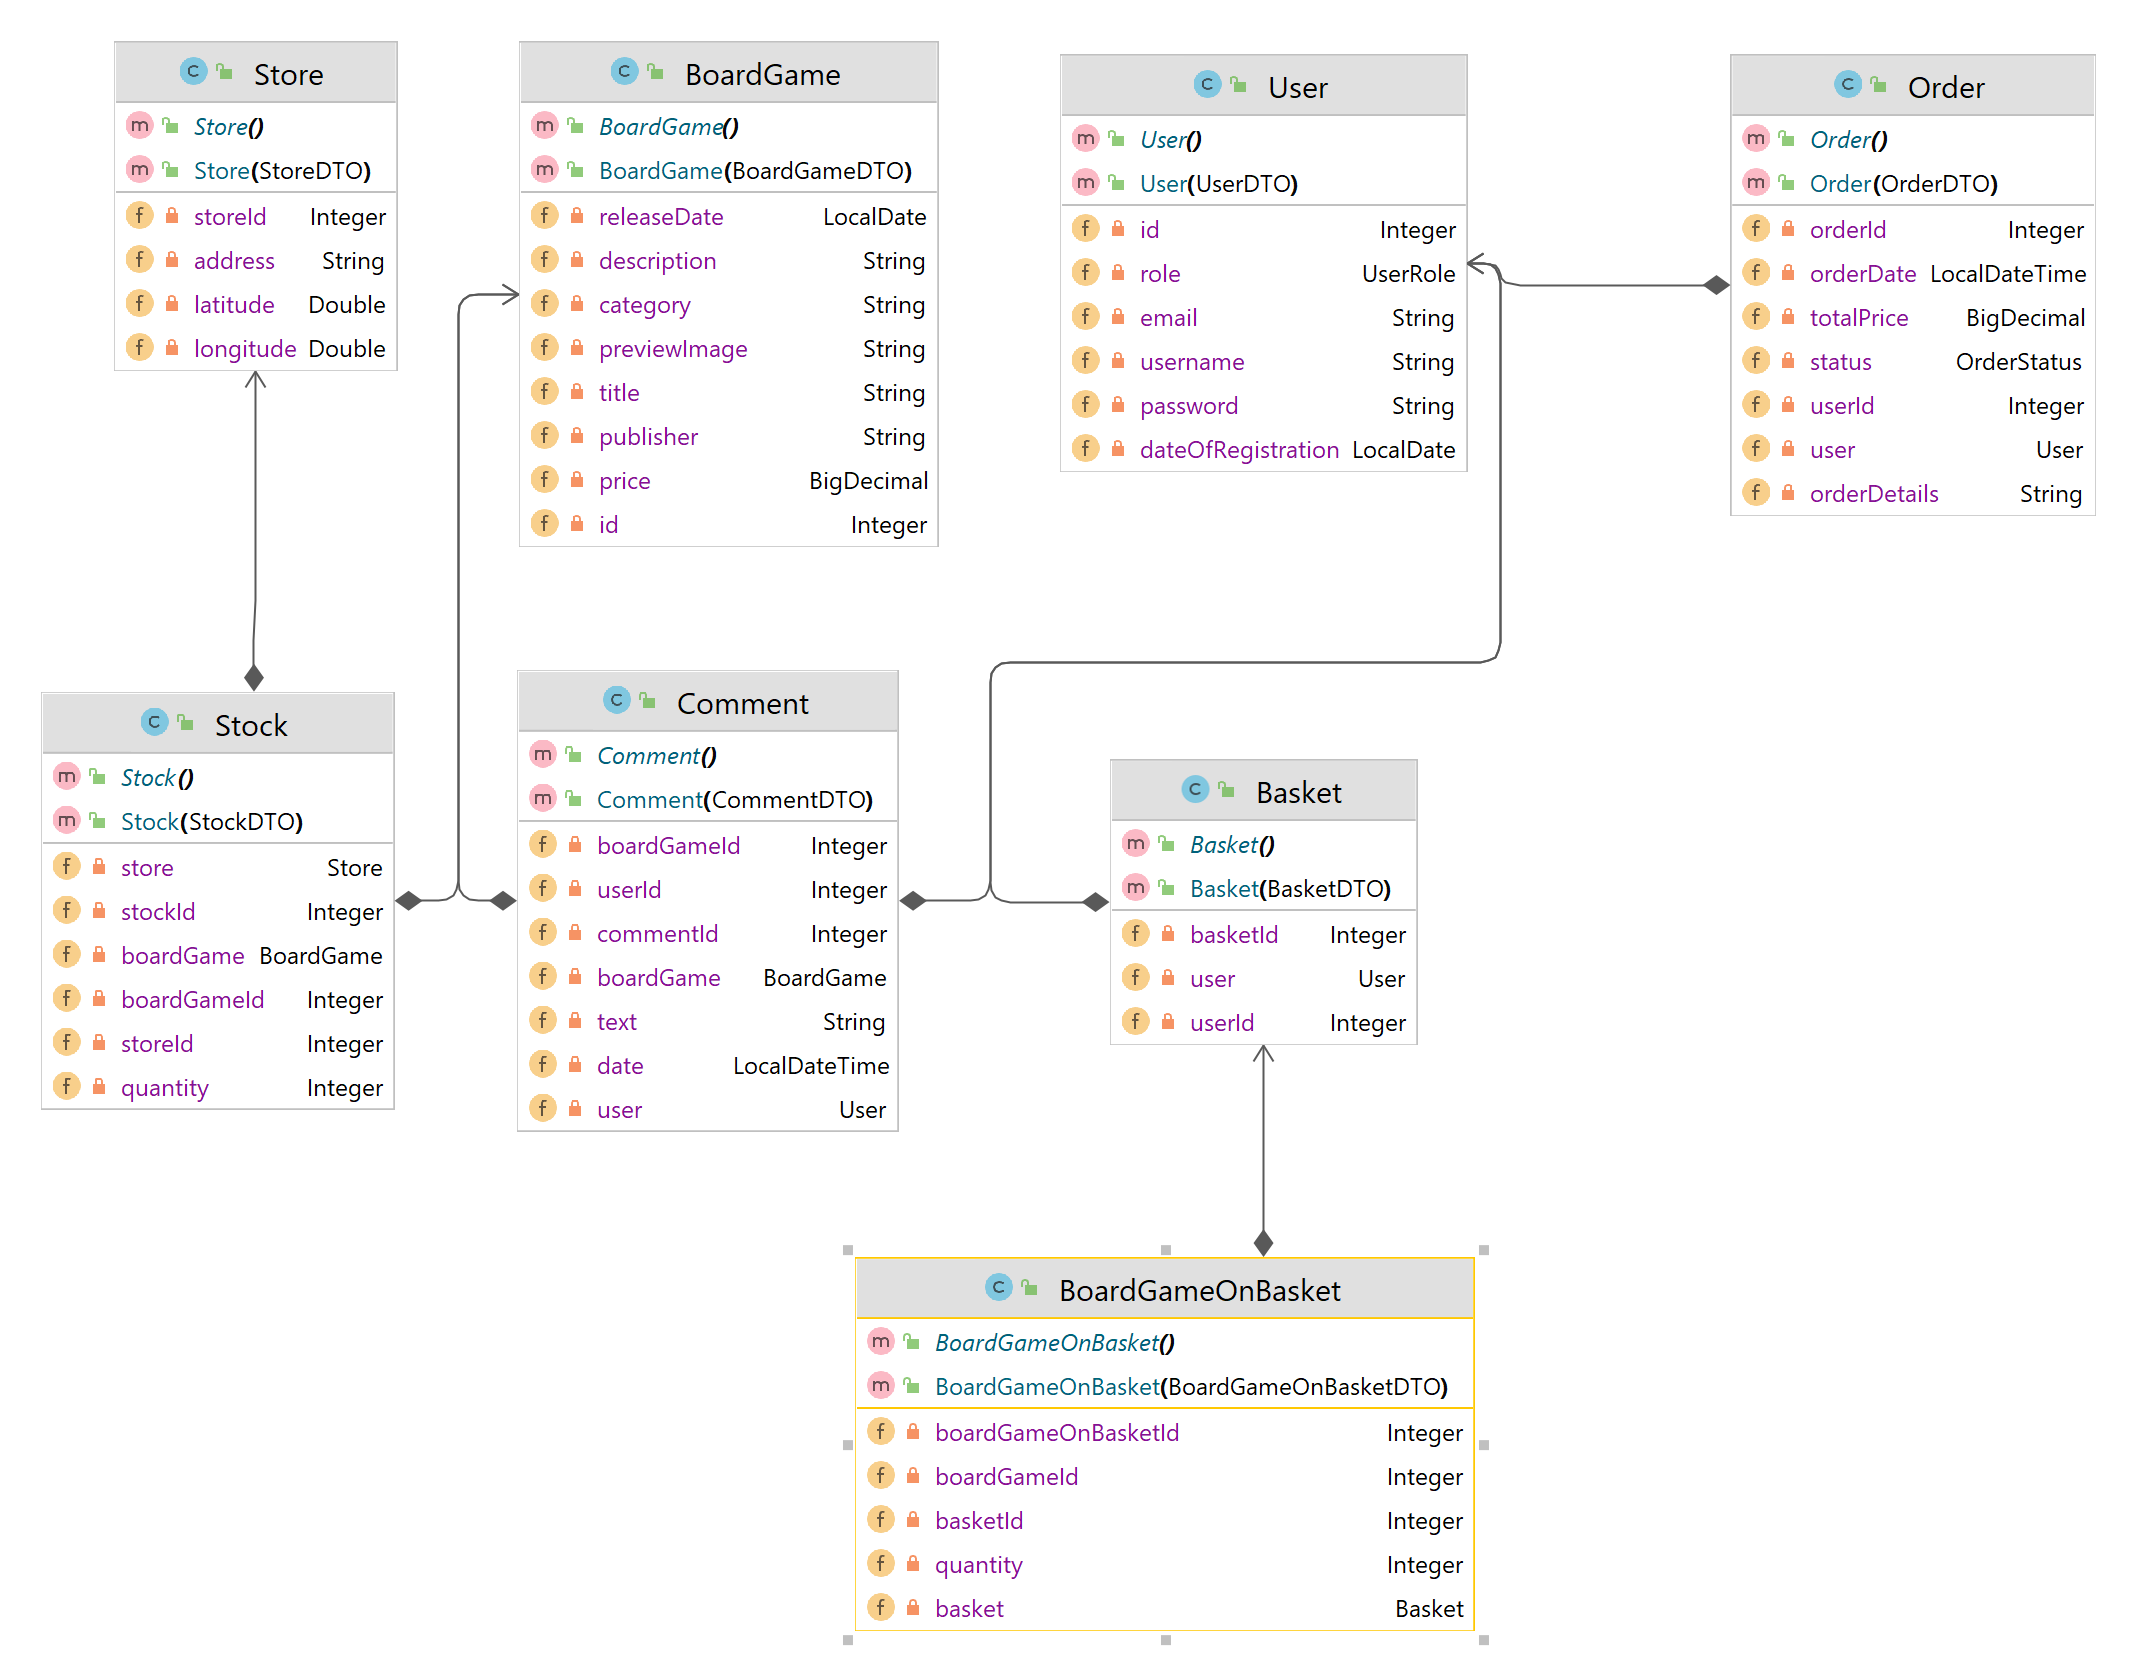 Store
Store()
Store(StoreDTO)
storeId Integer
address String
latitude Double
longitude Double
BoardGame
BoardGame()
BoardGame(BoardGameDTO)
releaseDate LocalDate
description String
category String
previewImage String
title String
publisher String
price BigDecimal
id Integer
User
User()
User(UserDTO)
id Integer
role UserRole
email String
username String
password String
dateOfRegistration LocalDate
Order
Order()
Order(OrderDTO)
orderId Integer
orderDate LocalDateTime
totalPrice BigDecimal
status OrderStatus
userId Integer
user User
orderDetails String
Stock
Stock()
Stock(StockDTO)
store Store
stockId Integer
boardGame BoardGame
boardGameId Integer
storeId Integer
quantity Integer
Comment
Comment()
Comment(CommentDTO)
boardGameId Integer
userId Integer
commentId Integer
boardGame BoardGame
text String
date LocalDateTime
user User
Basket
Basket()
Basket(BasketDTO)
basketId Integer
user User
userId Integer
BoardGameOnBasket
BoardGameOnBasket()
BoardGameOnBasket(BoardGameOnBasketDTO)
boardGameOnBasketId Integer
boardGameId Integer
basketId Integer
quantity Integer
basket Basket